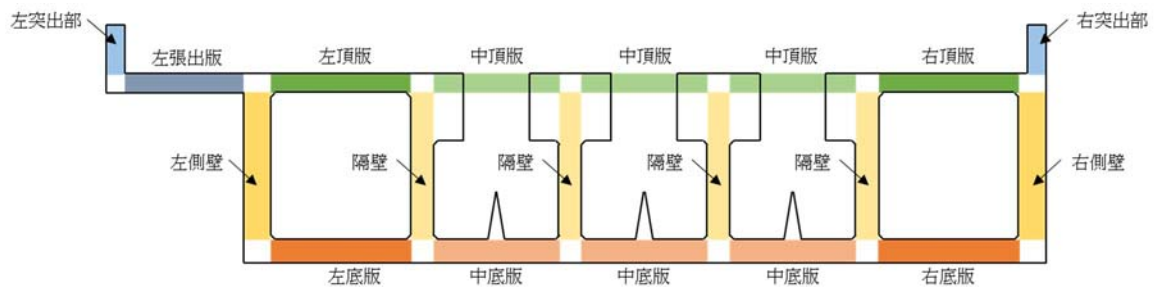 左突出部
右突出部
左張出版
左頂版
中頂版
中頂版
中頂版
右頂版
左側壁
隔壁
隔壁
隔壁
右側壁
左底版
中底版
中底版
中底版
右底版